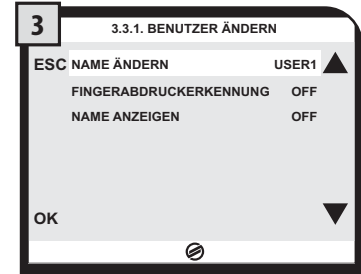 3
3.3.1. BENUTZER ÄNDERN
ESC NAME ÄNDERN USER1
FINGERABDRUCKERKENNUNG OFF
NAME ANZEIGEN OFF
OK